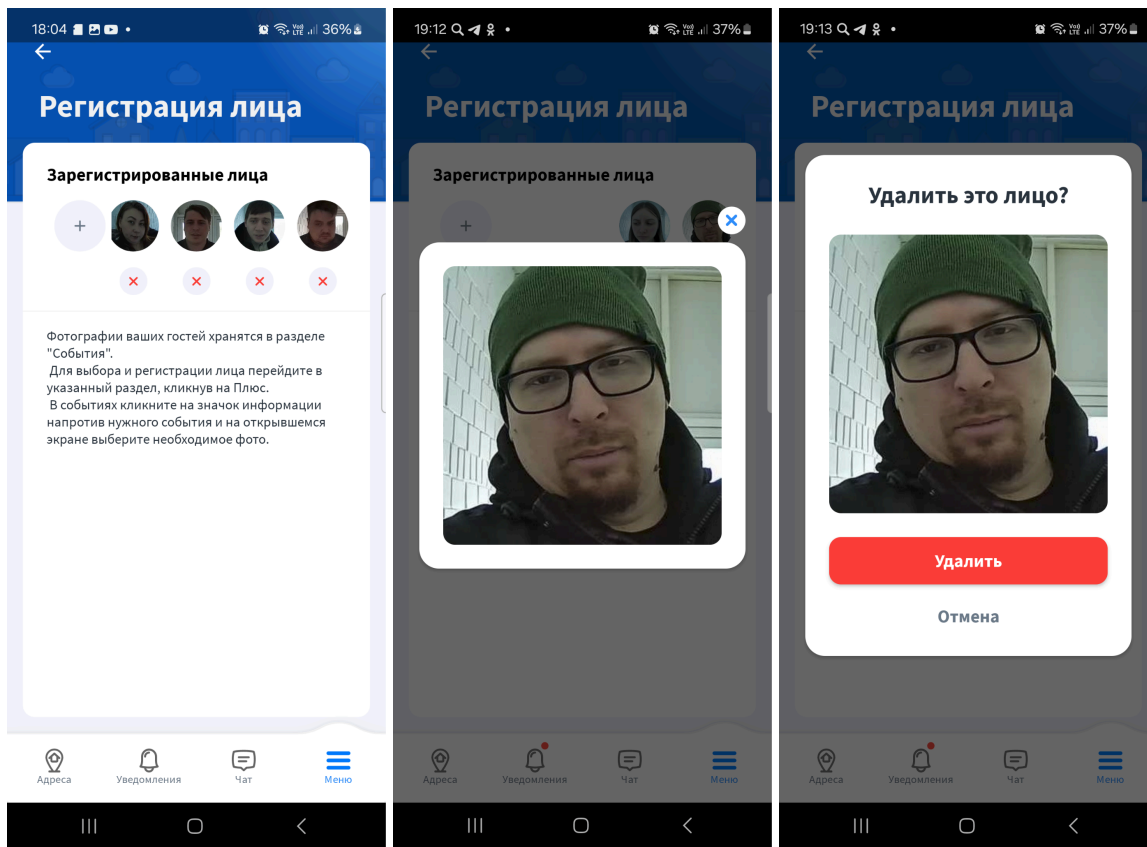 18:04
LTE 36%
Регистрация лица
Зарегистрированные лица
+
Фотографии ваших гостей хранятся в разделе
"События".
Для выбора и регистрации лица перейдите в
указанный раздел, кликнув на Плюс.
В событиях кликните на значок информации
напротив нужного события и на открывшемся
экране выберите необходимое фото.
Адреса
Уведомления
Чат
Меню
19:12
LTE 37%
Регистрация лица
Зарегистрированные лица
+
Адреса
Уведомления
Чат
Меню
19:13
LTE 37%
Регистрация лица
Удалить это лицо?
Удалить
Отмена
Адреса
Уведомления
Чат
Меню